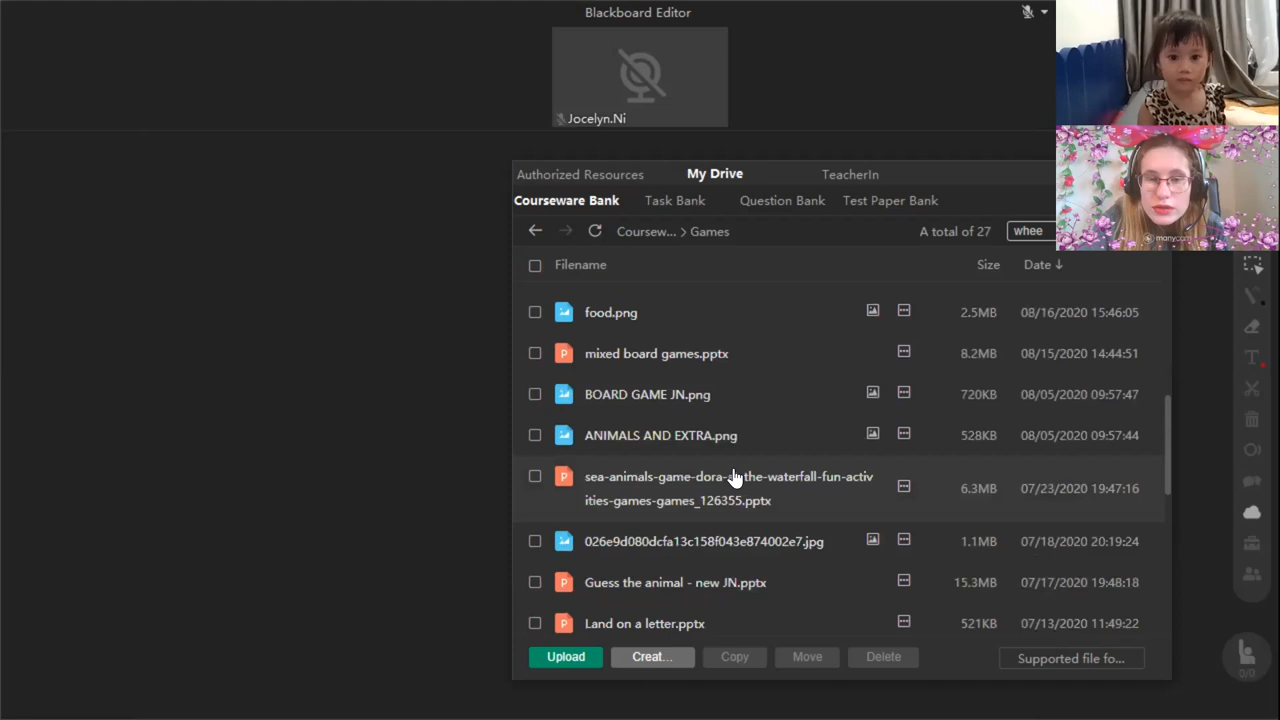 Blackboard Editor
Jocelyn.Ni
Authorized Resources My Drive TeacherIn
Courseware Bank Task Bank Question Bank Test Paper Bank
Coursew... > Games A total of 27 whee
Filename Size Date
food.png 2.5MB 08/16/2020 15:46:05
mixed board games.pptx 8.2MB 08/15/2020 14:44:51
BOARD GAME JN.png 720KB 08/05/2020 09:57:47
ANIMALS AND EXTRA.png 528KB 08/05/2020 09:57:44
sea-animals-game-dora- the-waterfall-fun-activ
ities-games-games_126355.pptx 6.3MB 07/23/2020 19:47:16
026e9d080dcfa13c158f043e874002e7.jpg 1.1MB 07/18/2020 20:19:24
Guess the animal - new JN.pptx 15.3MB 07/17/2020 19:48:18
Land on a letter.pptx 521KB 07/13/2020 11:49:22
Upload Creat... Copy Move Delete Supported file fo...
manycam
0/0